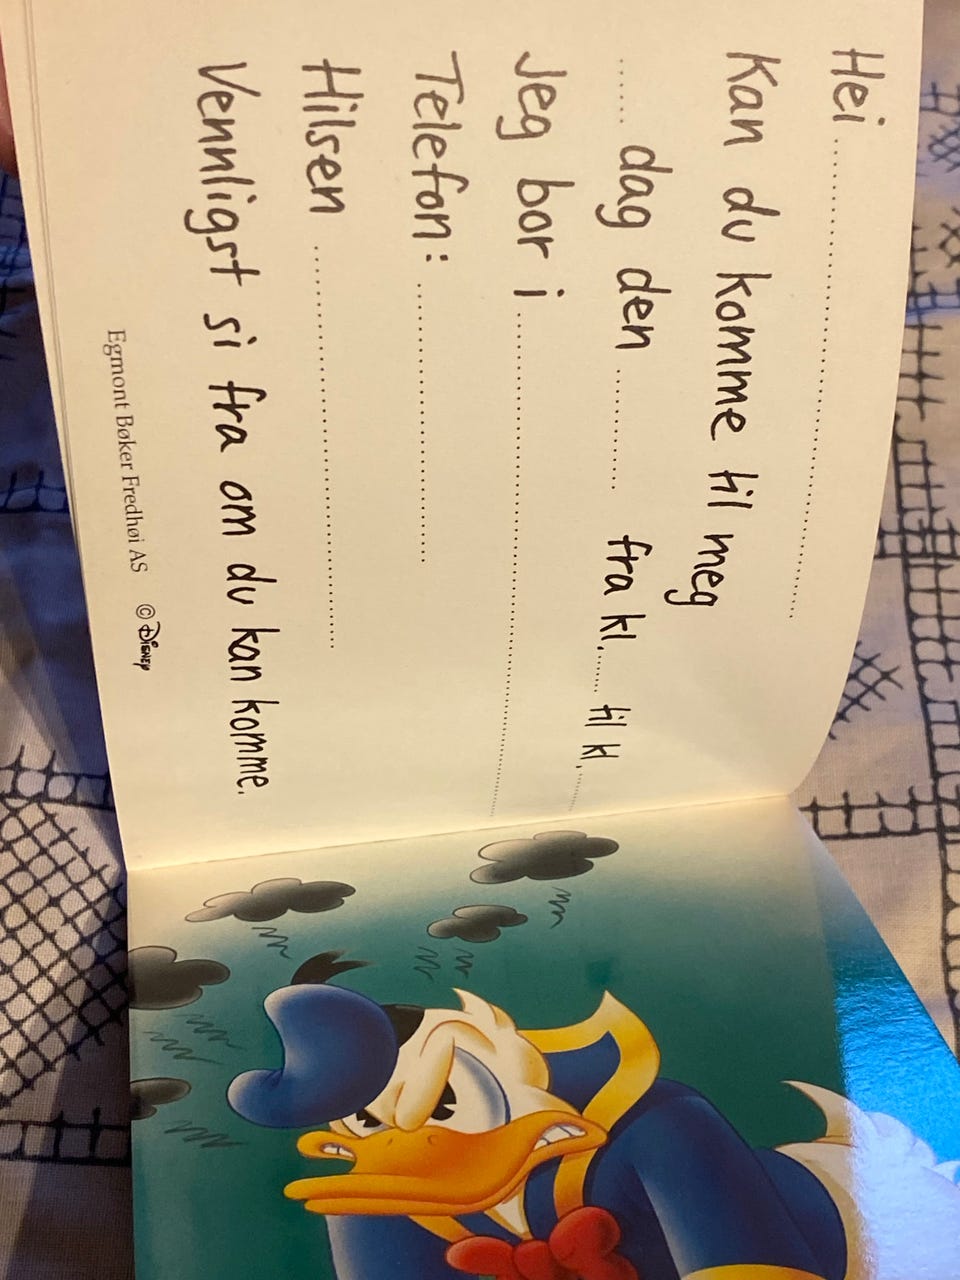 Hei ..........................................
Kan du komme til meg
..... dag den .......... fra kl. ...... til kl. ......
Jeg bor i ..........................................
Telefon: ..........................
Hilsen ..........................................
Vennligst si fra om du kan komme.
Egmont Bøker Fredhøi AS © Disney